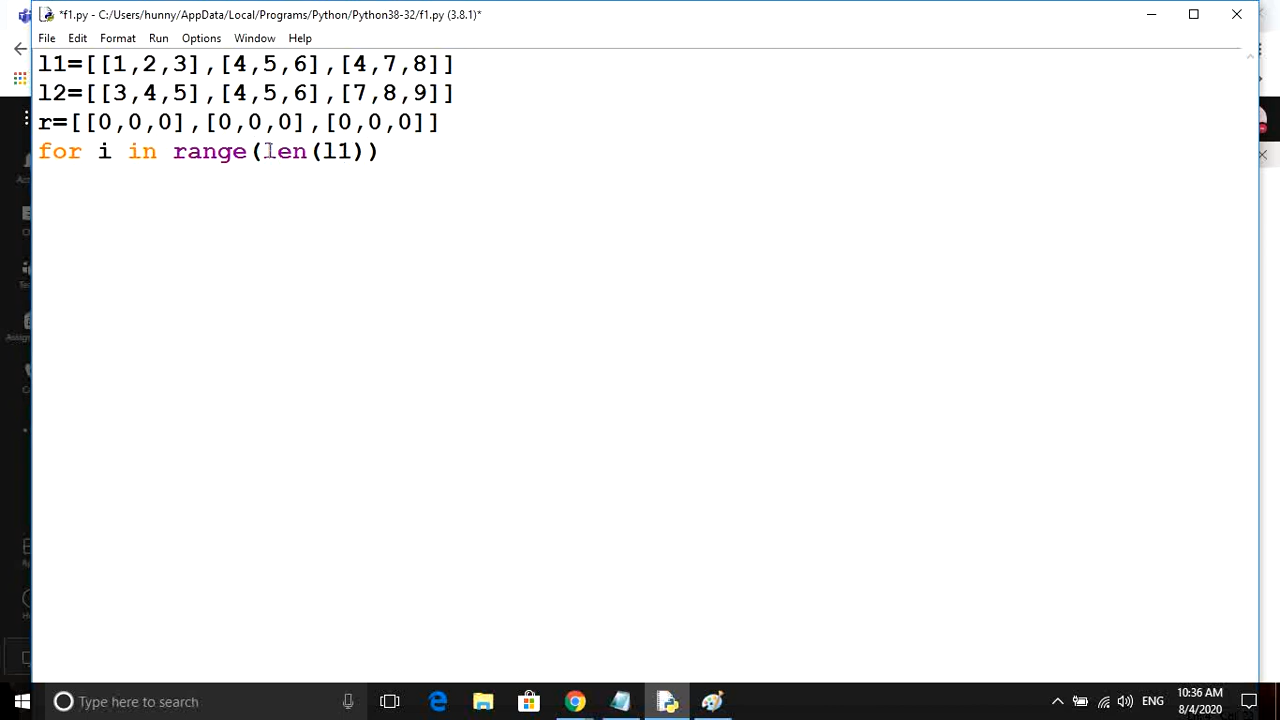 *f1.py - C:/Users/hunny/AppData/Local/Programs/Python/Python38-32/f1.py (3.8.1)*
File Edit Format Run Options Window Help
l1=[[1,2,3],[4,5,6],[4,7,8]]
l2=[[3,4,5],[4,5,6],[7,8,9]]
r=[[0,0,0],[0,0,0],[0,0,0]]
for i in range(len(l1))
Type here to search
ENG
10:36 AM
8/4/2020